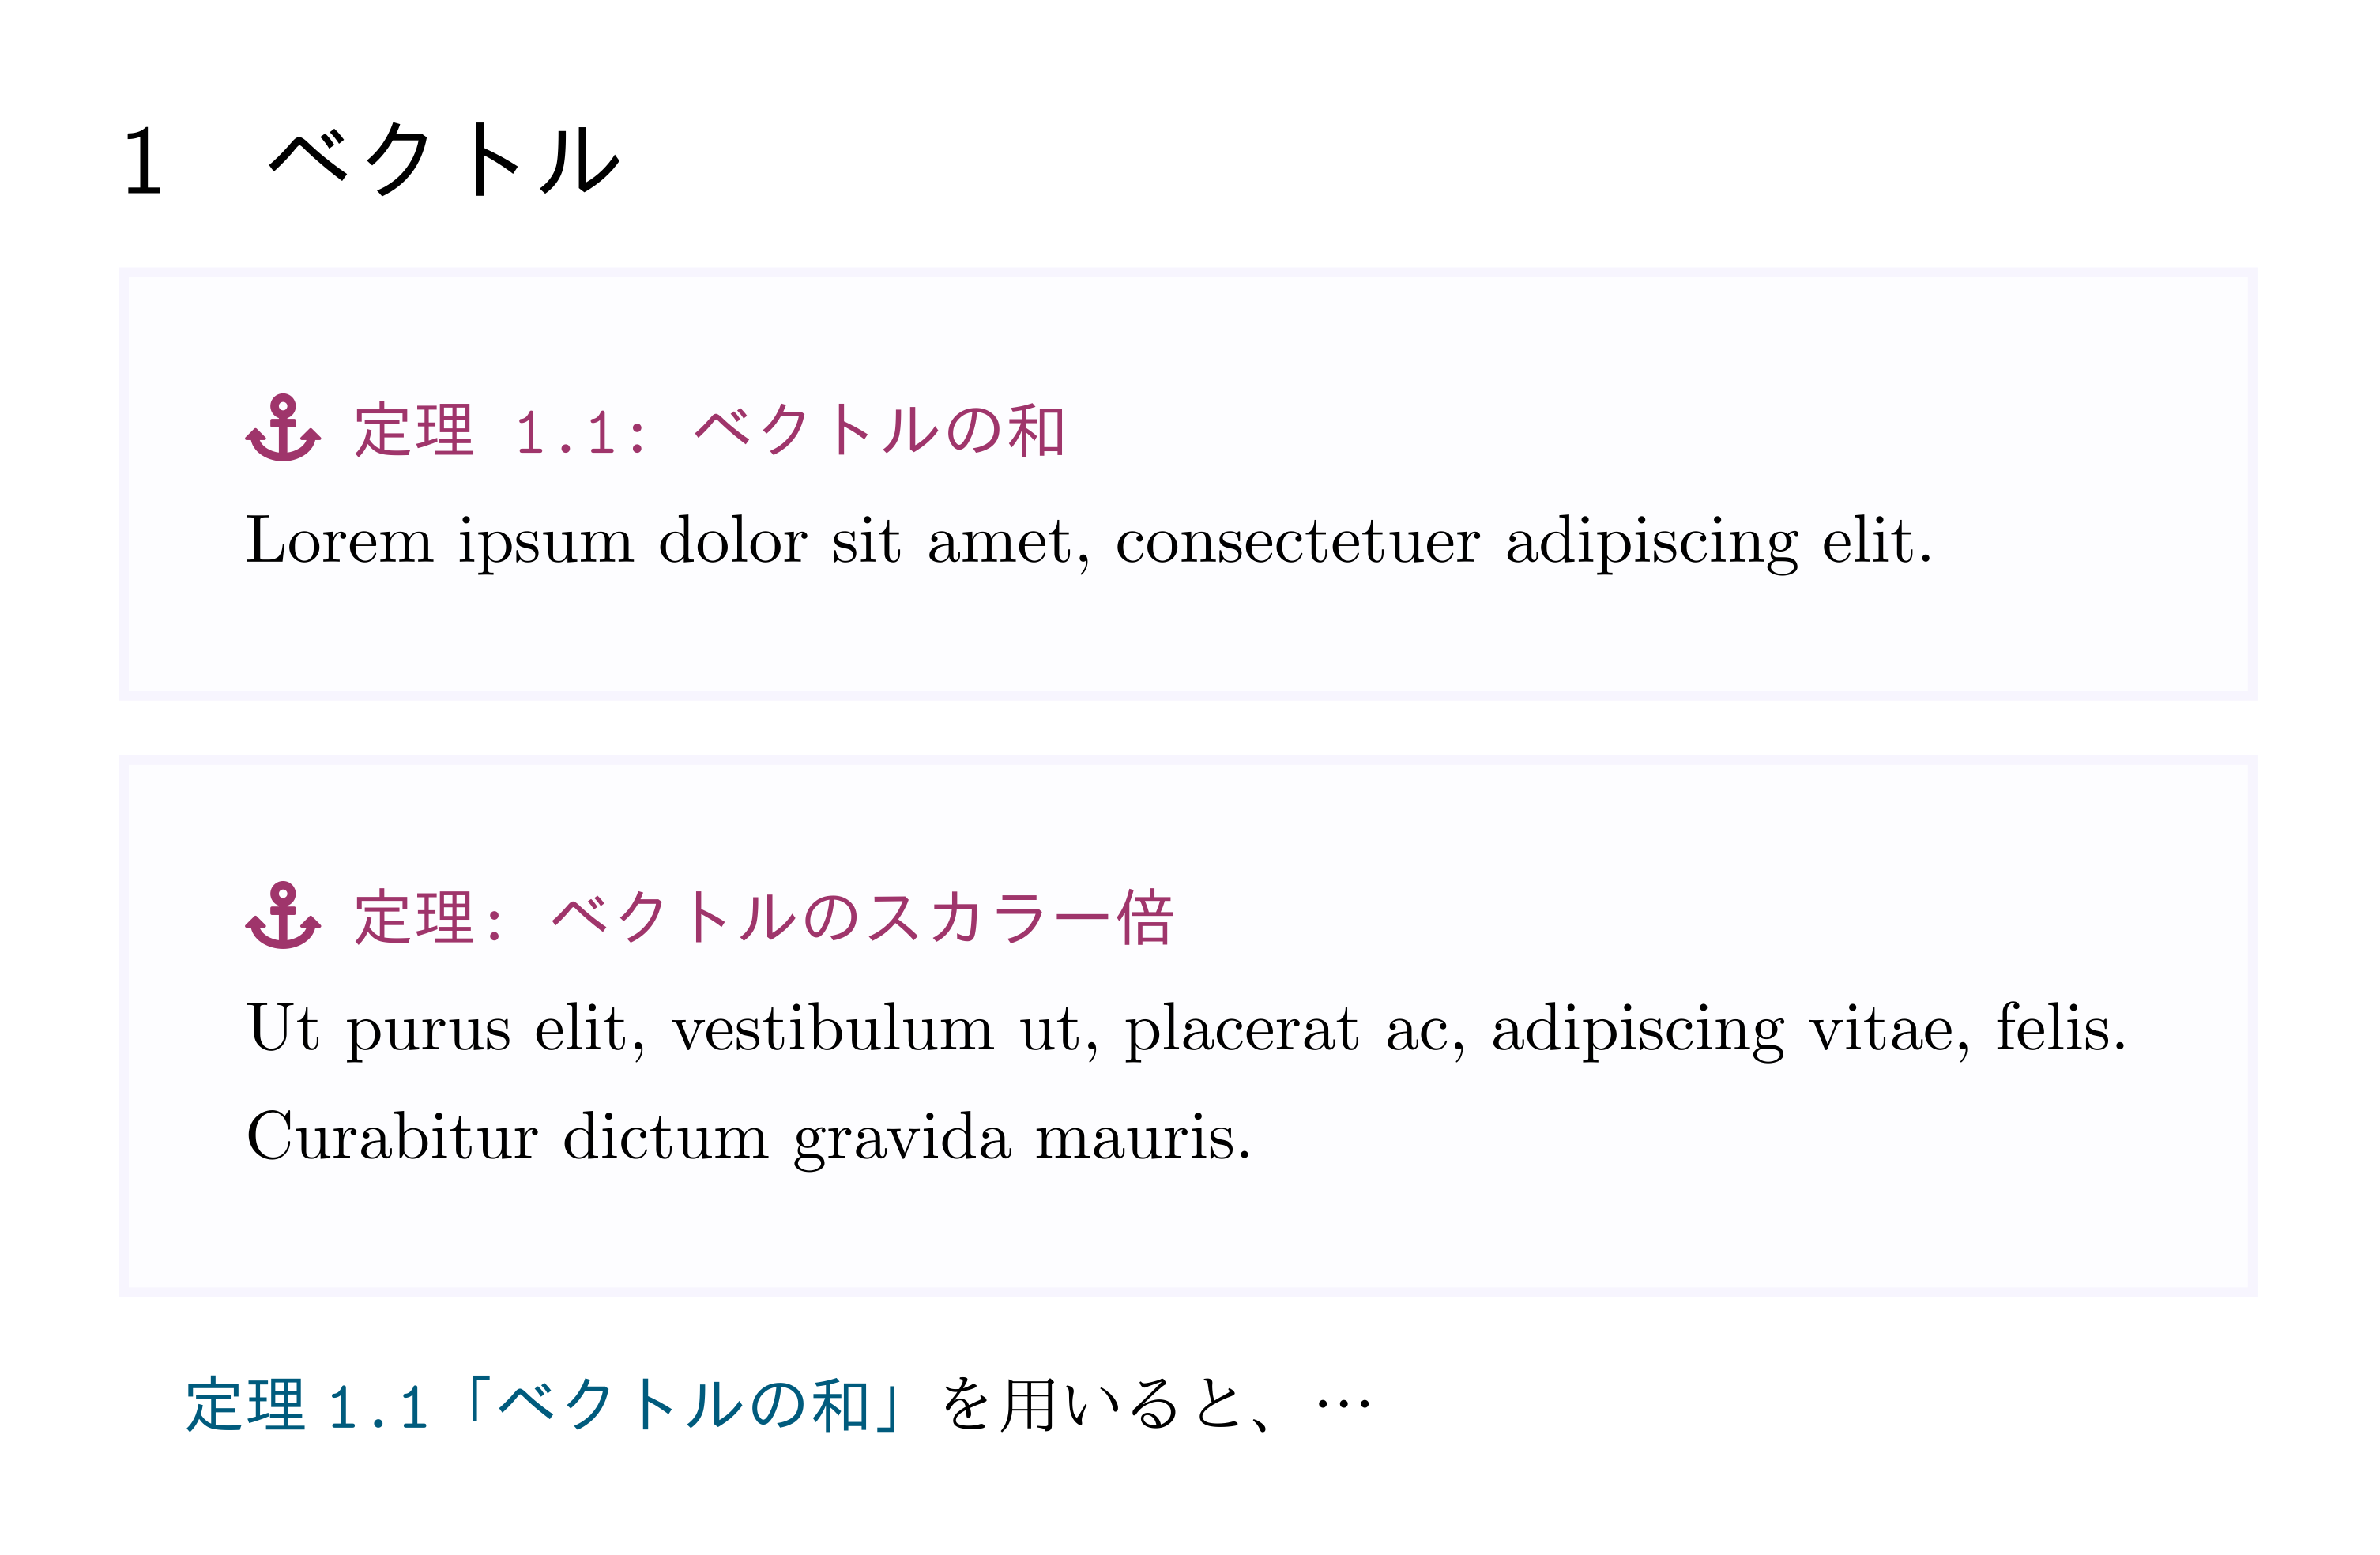 1 ベクトル
定理 1.1: ベクトルの和
Lorem ipsum dolor sit amet, consectetuer adipiscing elit.
定理: ベクトルのスカラー倍
Ut purus elit, vestibulum ut, placerat ac, adipiscing vitae, felis.
Curabitur dictum gravida mauris.
定理 1.1「ベクトルの和」を用いると、…